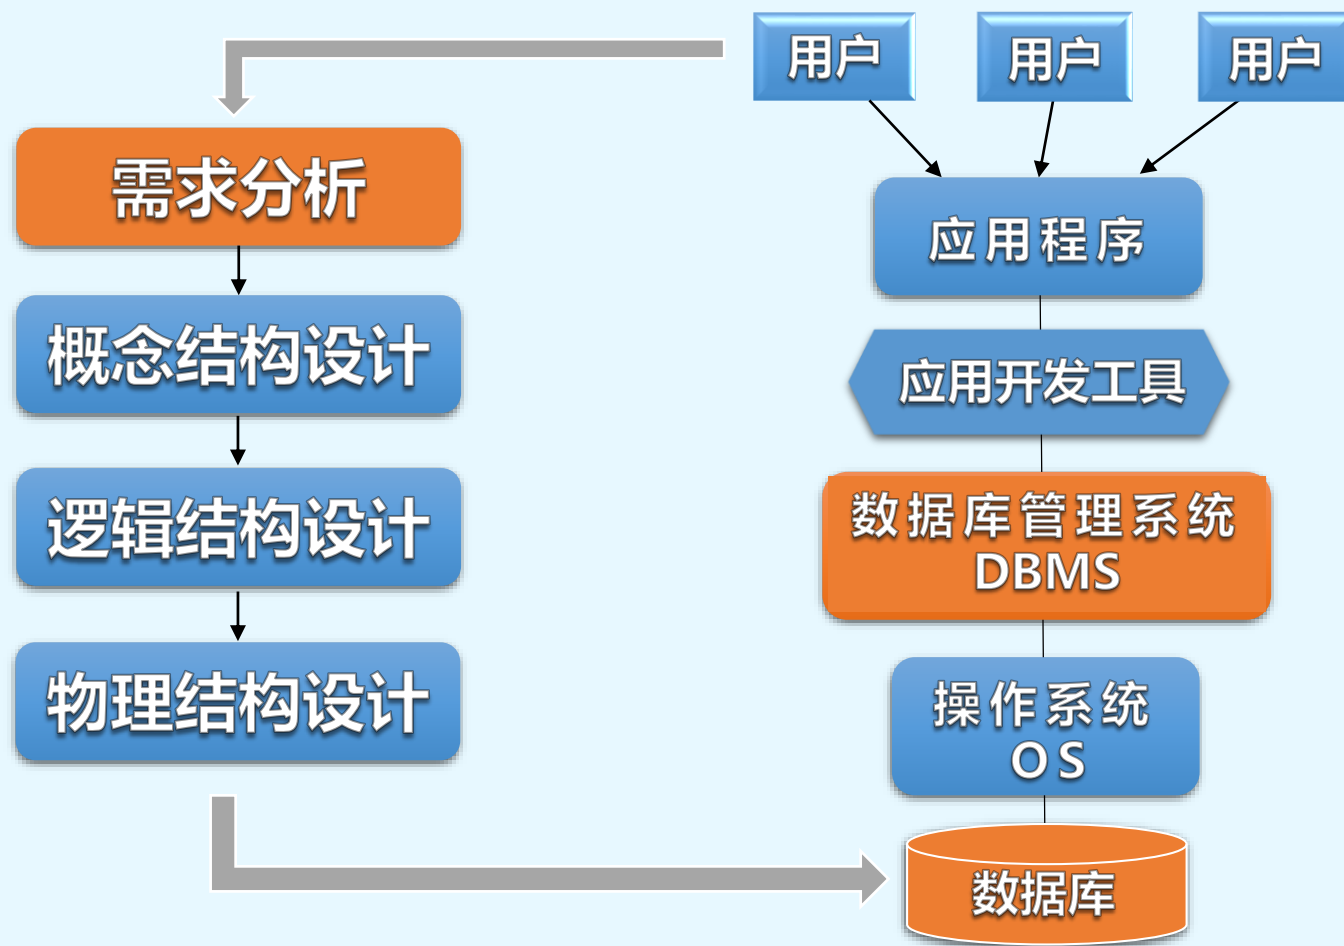 用户
用户
用户
需求分析
概念结构设计
逻辑结构设计
物理结构设计
应用程序
应用开发工具
数据库管理系统
DBMS
操作系统
OS
数据库